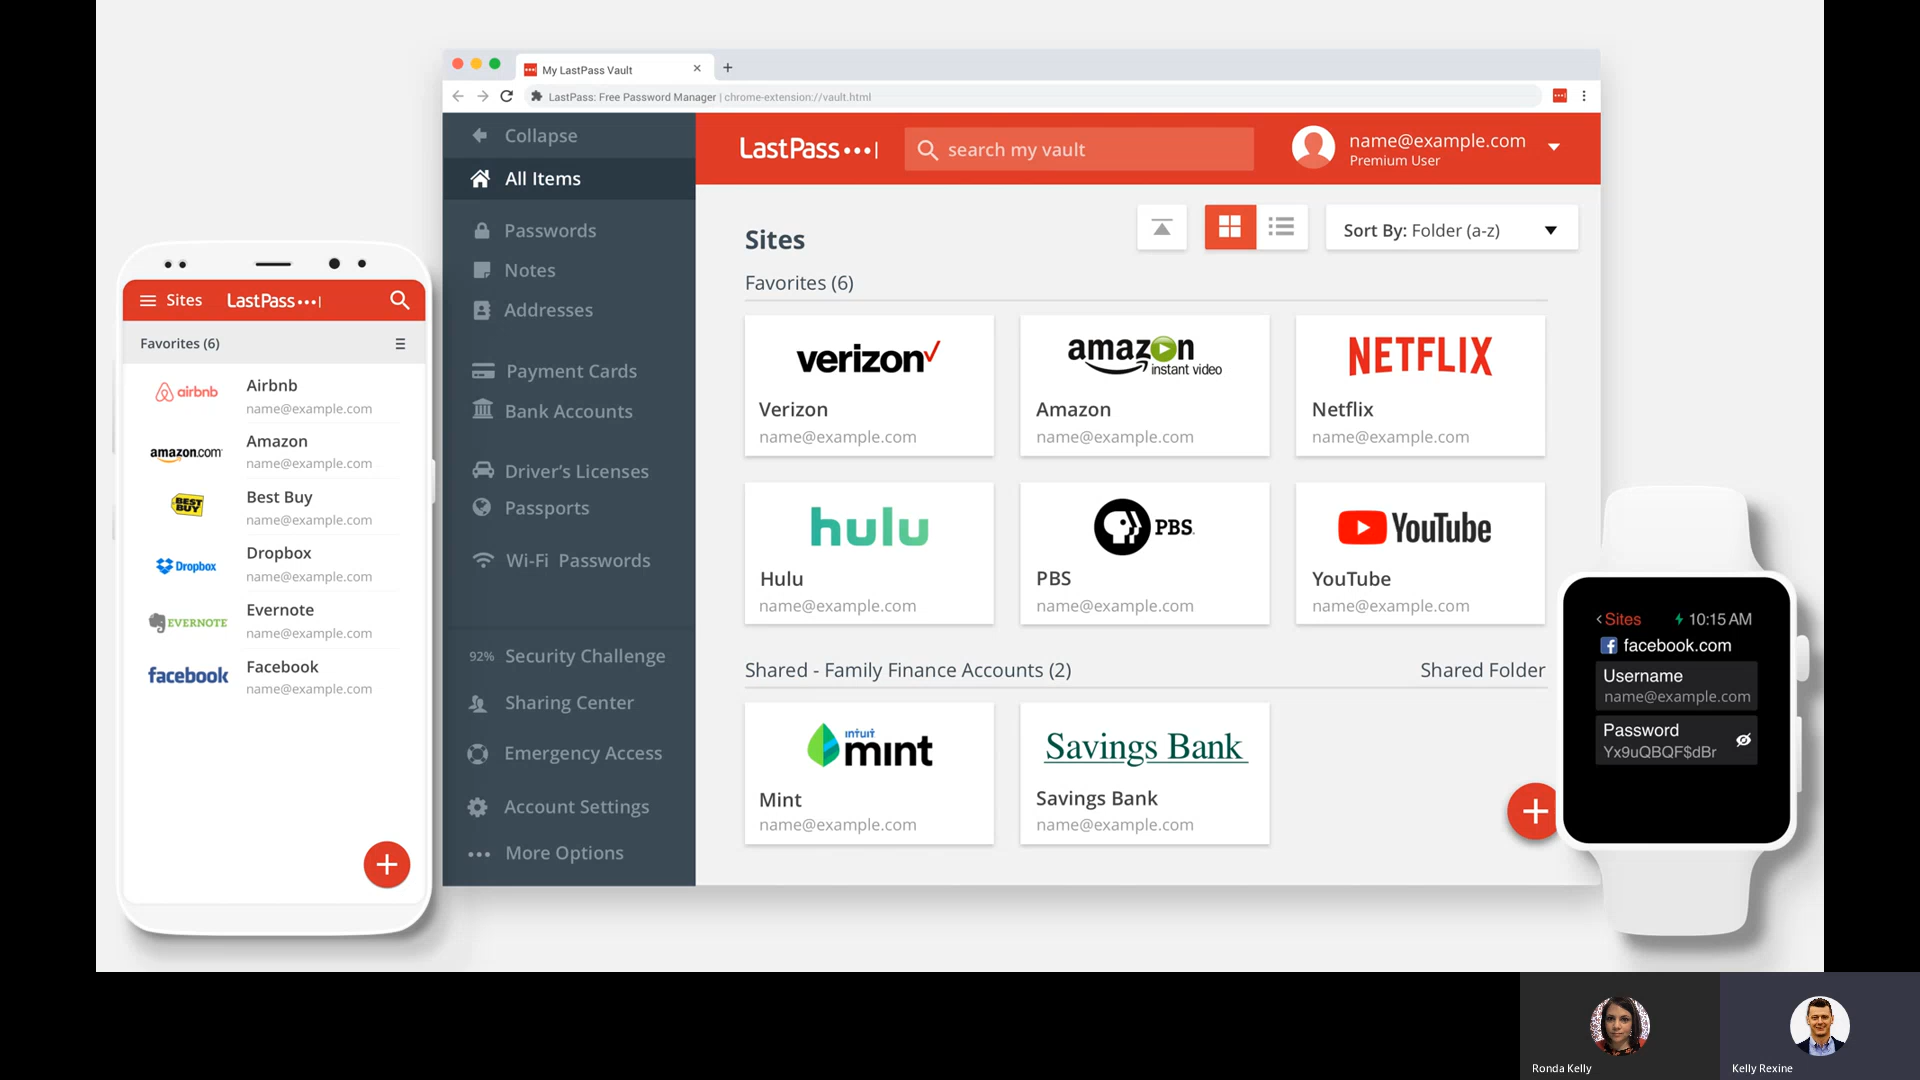 My LastPass Vault
LastPass: Free Password Manager | chrome-extension://vault.html
Collapse
All Items
Passwords
Notes
Addresses
Payment Cards
Bank Accounts
Driver's Licenses
Passports
Wi-Fi Passwords
92% Security Challenge
Sharing Center
Emergency Access
Account Settings
More Options
LastPass
search my vault
name@example.com
Premium User
Sites
Sort By: Folder (a-z)
Favorites (6)
verizon
Verizon
name@example.com
amazon
instant video
Amazon
name@example.com
NETFLIX
Netflix
name@example.com
hulu
Hulu
name@example.com
PBS
PBS
name@example.com
YouTube
YouTube
name@example.com
Shared - Family Finance Accounts (2)
Shared Folder
intuit
mint
Mint
name@example.com
Savings Bank
Savings Bank
name@example.com
Sites LastPass
Favorites (6)
airbnb
Airbnb
name@example.com
amazon.com
Amazon
name@example.com
BEST BUY
Best Buy
name@example.com
Dropbox
Dropbox
name@example.com
EVERNOTE
Evernote
name@example.com
facebook
Facebook
name@example.com
Sites 10:15 AM
facebook.com
Username
name@example.com
Password
Yx9uQBQF$dBr
Ronda Kelly
Kelly Rexine